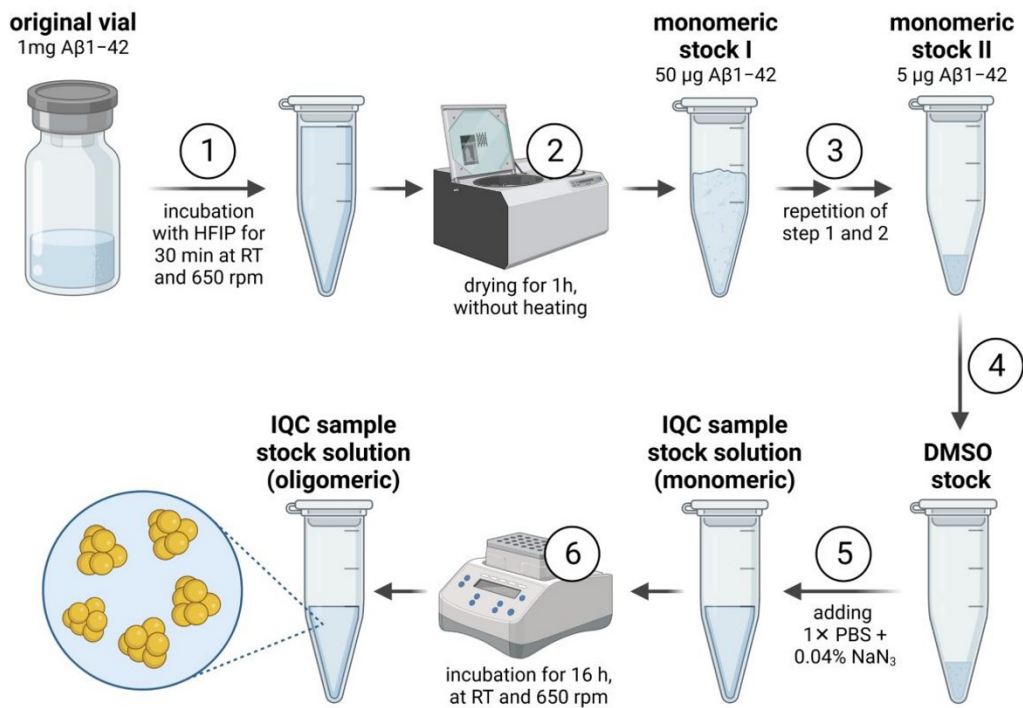 original vial
1mg Aβ1−42
1
incubation
with HFIP for
30 min at RT
and 650 rpm
2
drying for 1h,
without heating
monomeric
stock I
50 µg Aβ1−42
3
repetition of
step 1 and 2
monomeric
stock II
5 µg Aβ1−42
4
DMSO
stock
5
adding
1× PBS +
0.04% NaN₃
IQC sample
stock solution
(monomeric)
6
incubation for 16 h,
at RT and 650 rpm
IQC sample
stock solution
(oligomeric)